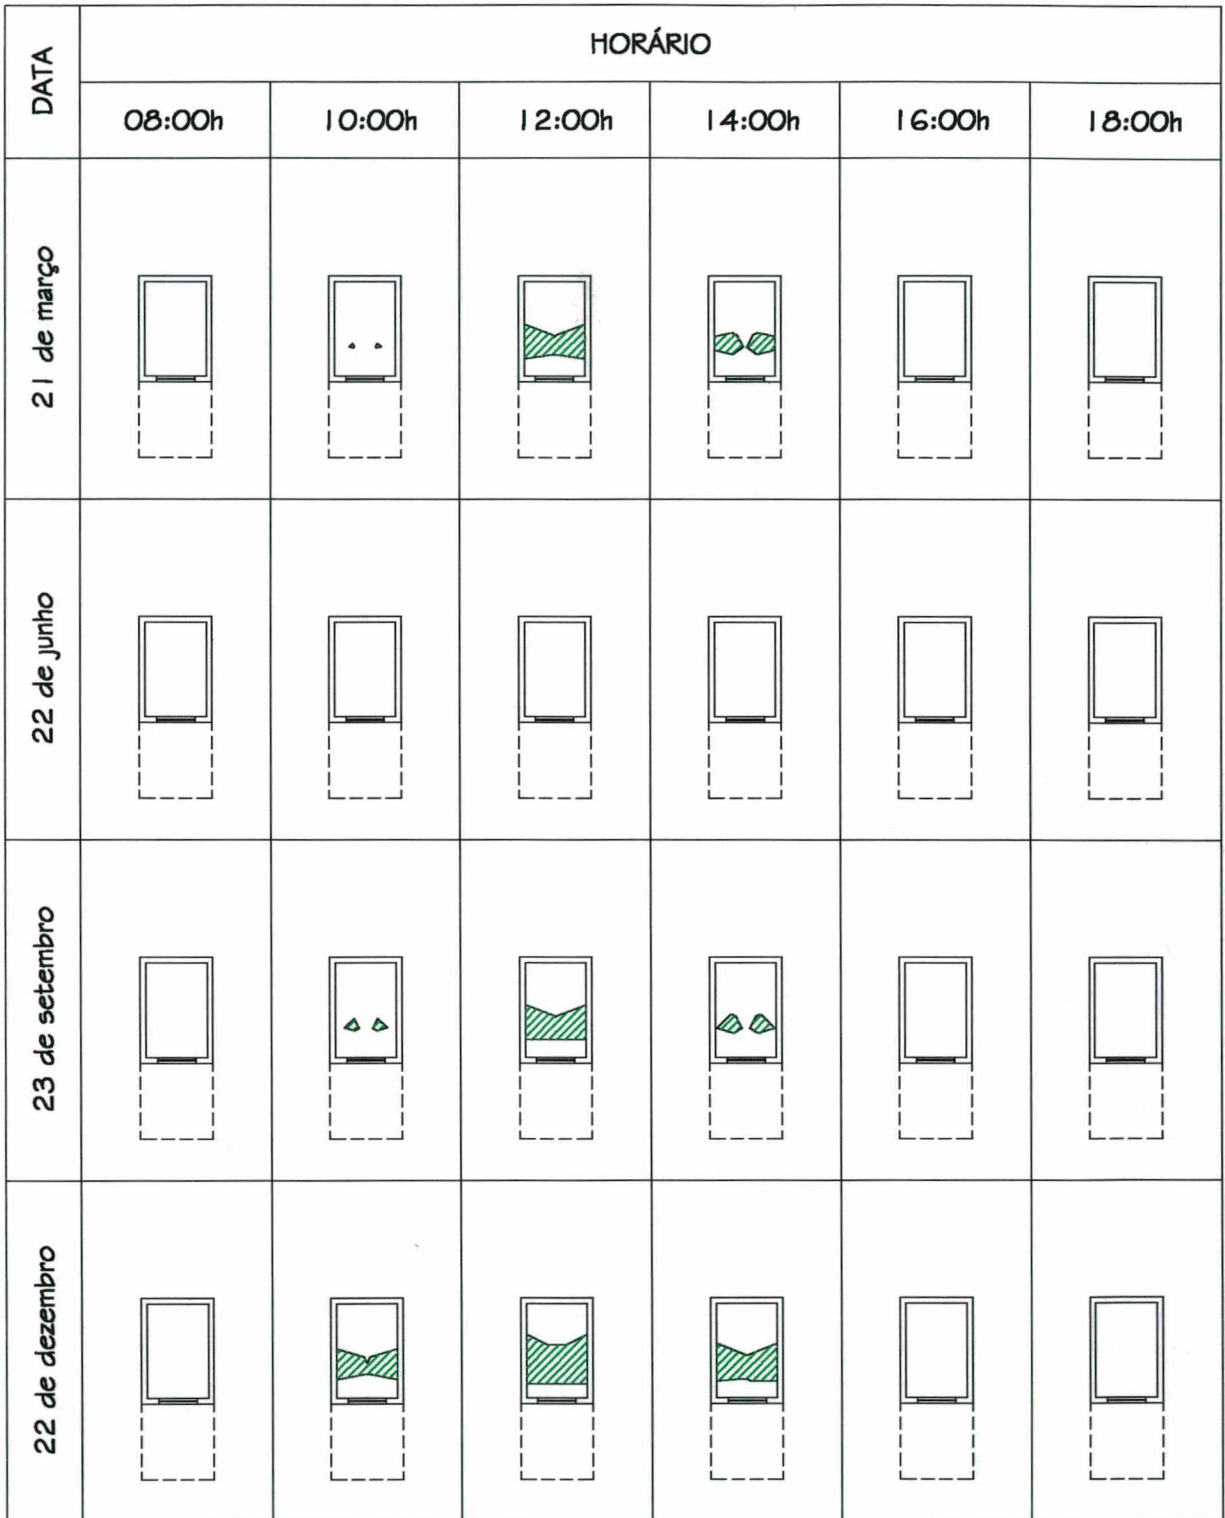 DATA
HORÁRIO
08:00h
10:00h
12:00h
14:00h
16:00h
18:00h
21 de março
22 de junho
23 de setembro
22 de dezembro